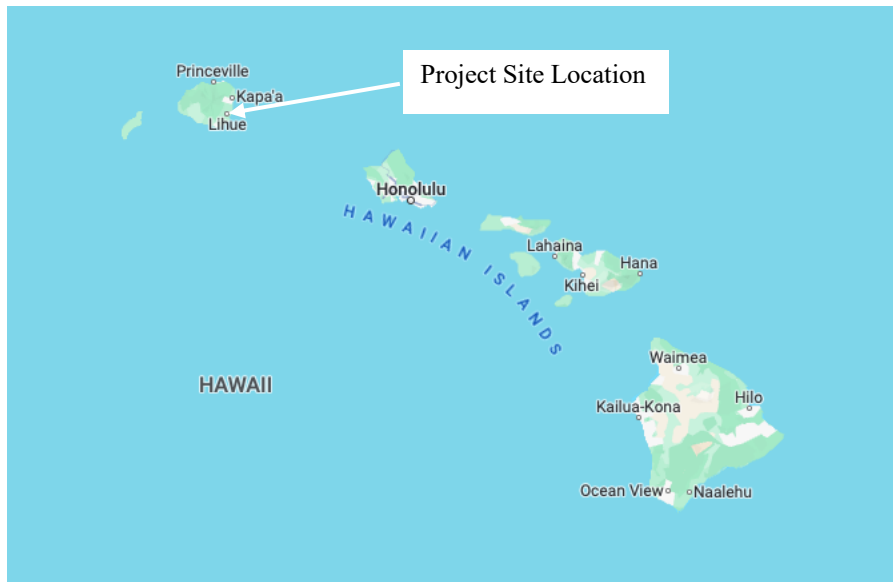 Project Site Location
Princeville
Kapa'a
Lihue
Honolulu
HAWAIIAN ISLANDS
Lahaina
Hana
Kihei
Waimea
HAWAII
Hilo
Kailua-Kona
Ocean View
Naalehu